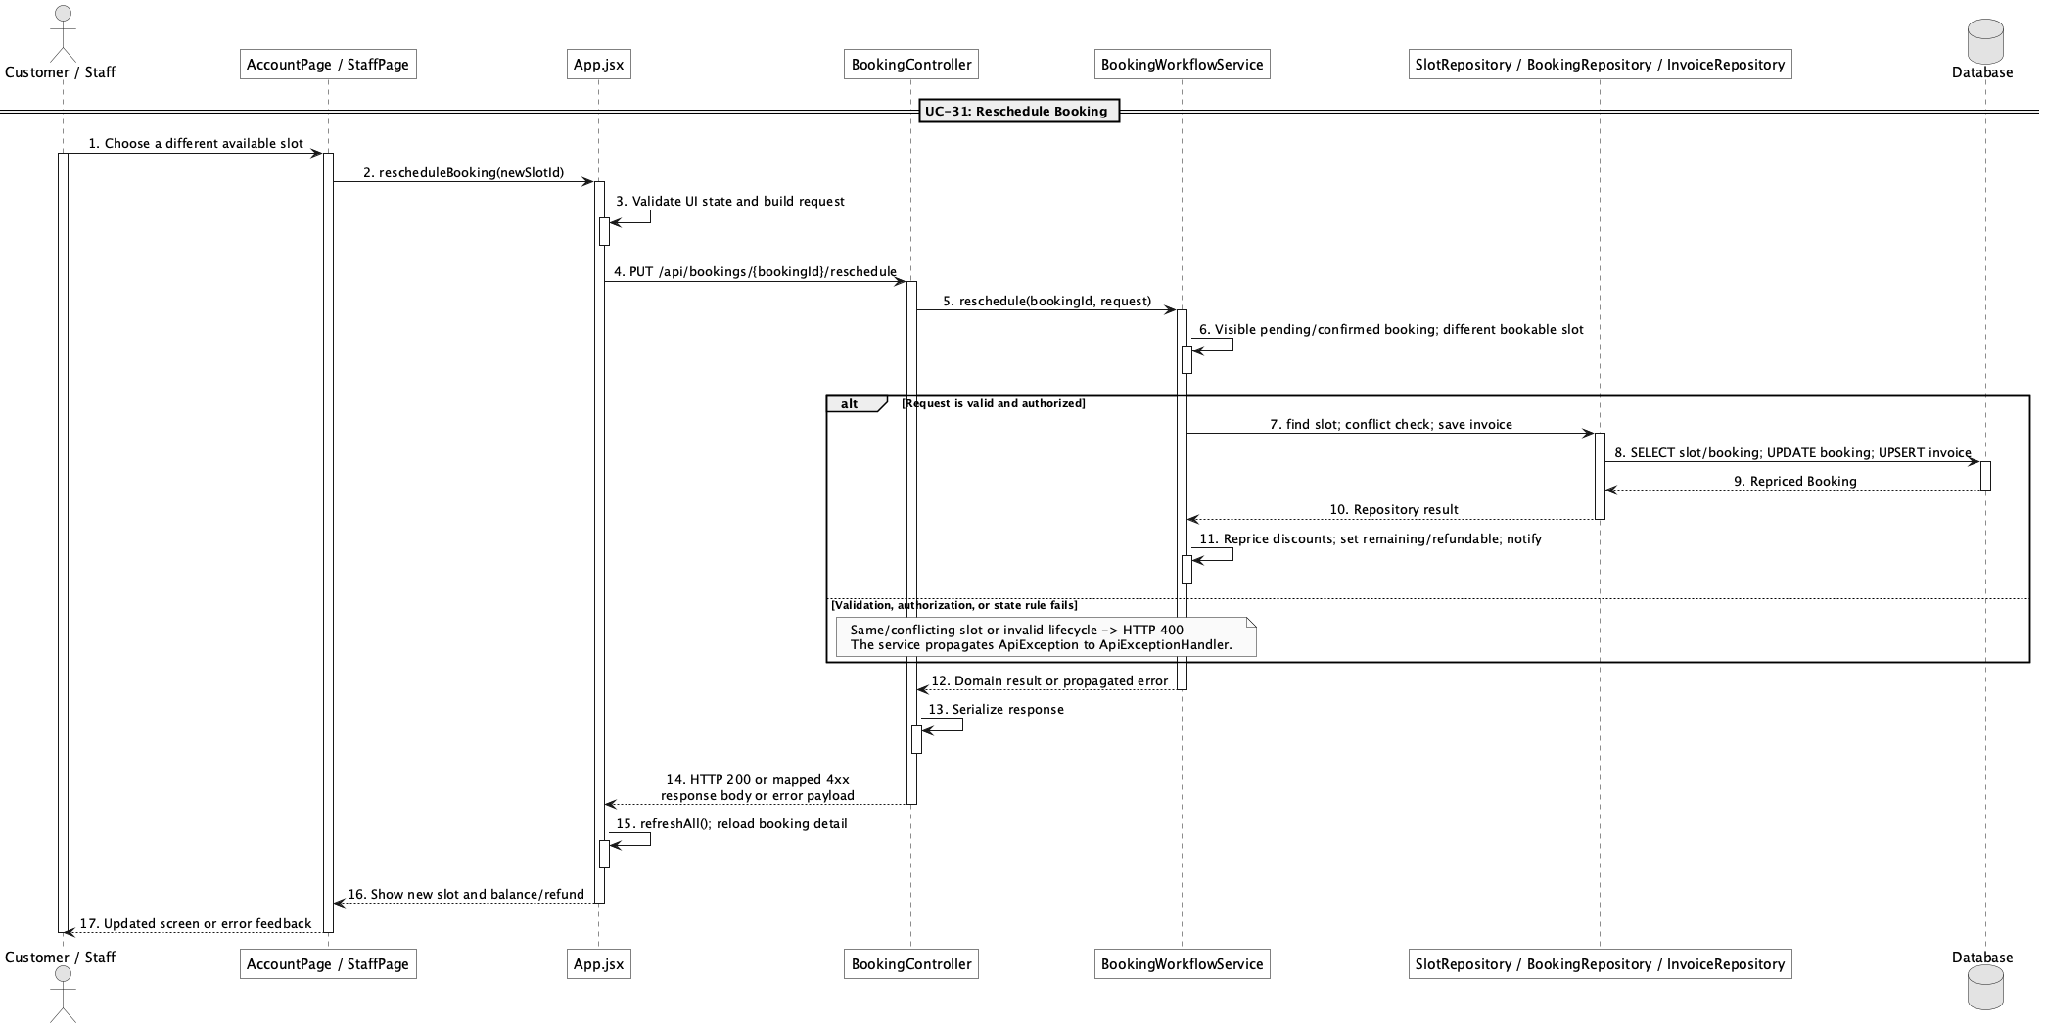 Customer / Staff
AccountPage / StaffPage
App.jsx
BookingController
BookingWorkflowService
SlotRepository / BookingRepository / InvoiceRepository
Database
UC-31: Reschedule Booking
1. Choose a different available slot
2. rescheduleBooking(newSlotId)
3. Validate UI state and build request
4. PUT /api/bookings/{bookingId}/reschedule
5. reschedule(bookingId, request)
6. Visible pending/confirmed booking; different bookable slot
alt [Request is valid and authorized]
7. find slot; conflict check; save invoice
8. SELECT slot/booking; UPDATE booking; UPSERT invoice
9. Repriced Booking
10. Repository result
11. Reprice discounts; set remaining/refundable; notify
[Validation, authorization, or state rule fails]
Same/conflicting slot or invalid lifecycle -> HTTP 400
The service propagates ApiException to ApiExceptionHandler.
12. Domain result or propagated error
13. Serialize response
14. HTTP 200 or mapped 4xx
response body or error payload
15. refreshAll(); reload booking detail
16. Show new slot and balance/refund
17. Updated screen or error feedback
Customer / Staff
AccountPage / StaffPage
App.jsx
BookingController
BookingWorkflowService
SlotRepository / BookingRepository / InvoiceRepository
Database